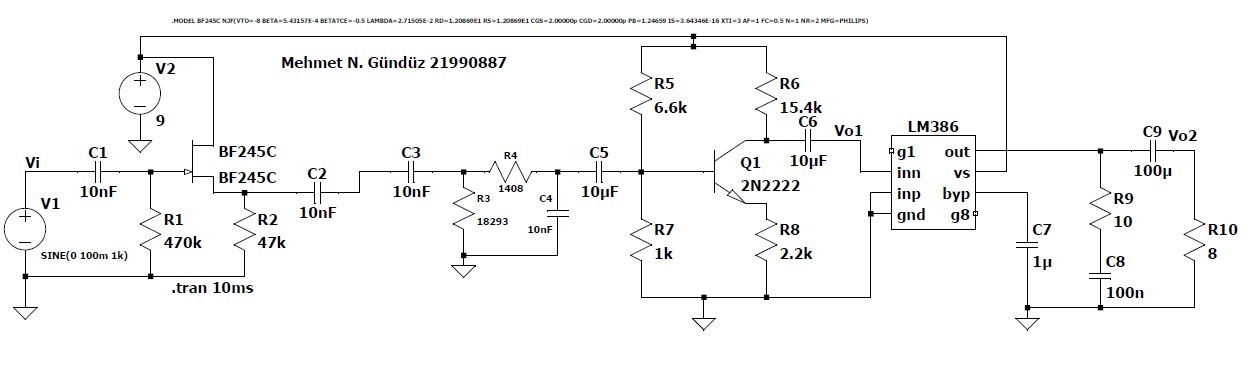 .MODEL BF245C NJF(VTO=-8 BETA=5.43157E-4 BETATCE=-0.5 LAMBDA=2.71505E-2 RD=1.20869E1 RS=1.20869E1 CGS=2.00000p CGD=2.00000p PB=1.24659 IS=3.64346E-16 XTI=3 AF=1 FC=0.5 N=1 NR=2 MFG=PHILIPS)
Mehmet N. Gündüz 21990887
V2
9
BF245C
BF245C
Vi
C1
10nF
V1
SINE(0 100m 1k)
R1
470k
R2
47k
.tran 10ms
C2
10nF
C3
10nF
R4
1408
R3
18293
C4
10nF
C5
10µF
R5
6.6k
R6
15.4k
C6
10µF
Vo1
Q1
2N2222
R7
1k
R8
2.2k
LM386
g1
out
inn
vs
inp
byp
gnd
g8
C7
1µ
R9
10
C8
100n
C9
100µ
Vo2
R10
8